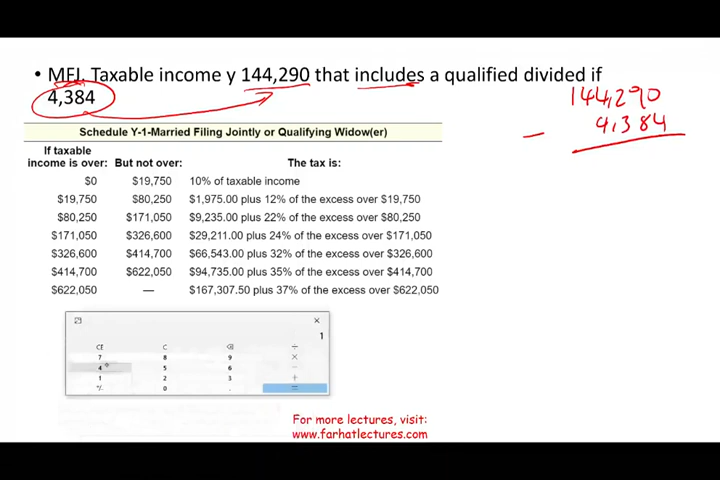 • MFJ, Taxable income y 144,290 that includes a qualified divided if
4,384
144,290
4,384
—
Schedule Y-1-Married Filing Jointly or Qualifying Widow(er)
If taxable
income is over: But not over: The tax is:
$0 $19,750 10% of taxable income
$19,750 $80,250 $1,975.00 plus 12% of the excess over $19,750
$80,250 $171,050 $9,235.00 plus 22% of the excess over $80,250
$171,050 $326,600 $29,211.00 plus 24% of the excess over $171,050
$326,600 $414,700 $66,543.00 plus 32% of the excess over $326,600
$414,700 $622,050 $94,735.00 plus 35% of the excess over $414,700
$622,050 — $167,307.50 plus 37% of the excess over $622,050
×
1
CE C ÷
7 8 9 ×
4 5 6 −
1 2 3 +
+/- 0 . =
For more lectures, visit:
www.farhatlectures.com